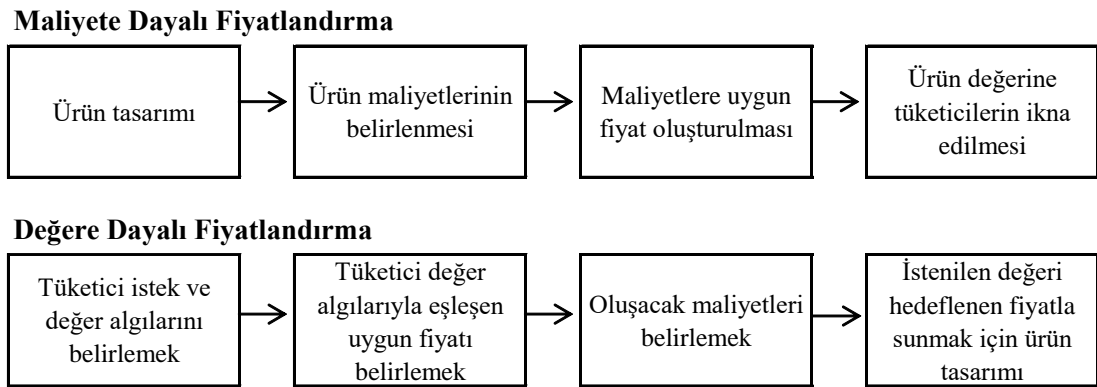 Maliyete Dayalı Fiyatlandırma
Ürün tasarımı
Ürün maliyetlerinin
belirlenmesi
Maliyetlere uygun
fiyat oluşturulması
Ürün değerine
tüketicilerin ikna
edilmesi
Değere Dayalı Fiyatlandırma
Tüketici istek ve
değer algılarını
belirlemek
Tüketici değer
algılarıyla eşleşen
uygun fiyatı
belirlemek
Oluşacak maliyetleri
belirlemek
İstenilen değeri
hedeflenen fiyatla
sunmak için ürün
tasarımı